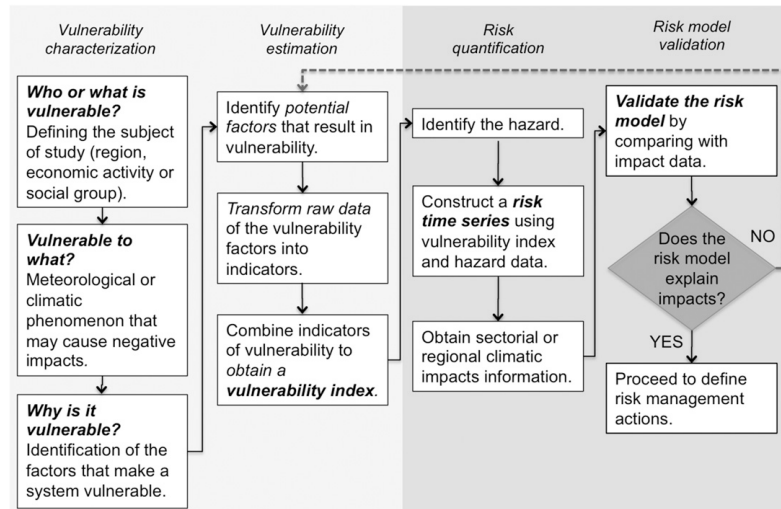 Vulnerability
characterization
Who or what is
vulnerable?
Defining the subject
of study (region,
economic activity or
social group).
Vulnerable to
what?
Meteorological or
climatic
phenomenon that
may cause negative
impacts.
Why is it
vulnerable?
Identification of the
factors that make a
system vulnerable.
Vulnerability
estimation
Identify potential
factors that result in
vulnerability.
Transform raw data
of the vulnerability
factors into
indicators.
Combine indicators
of vulnerability to
obtain a
vulnerability index.
Risk
quantification
Identify the hazard.
Construct a risk
time series using
vulnerability index
and hazard data.
Obtain sectorial or
regional climatic
impacts information.
Risk model
validation
Validate the risk
model by
comparing with
impact data.
Does the
risk model
explain
impacts?
NO
YES
Proceed to define
risk management
actions.